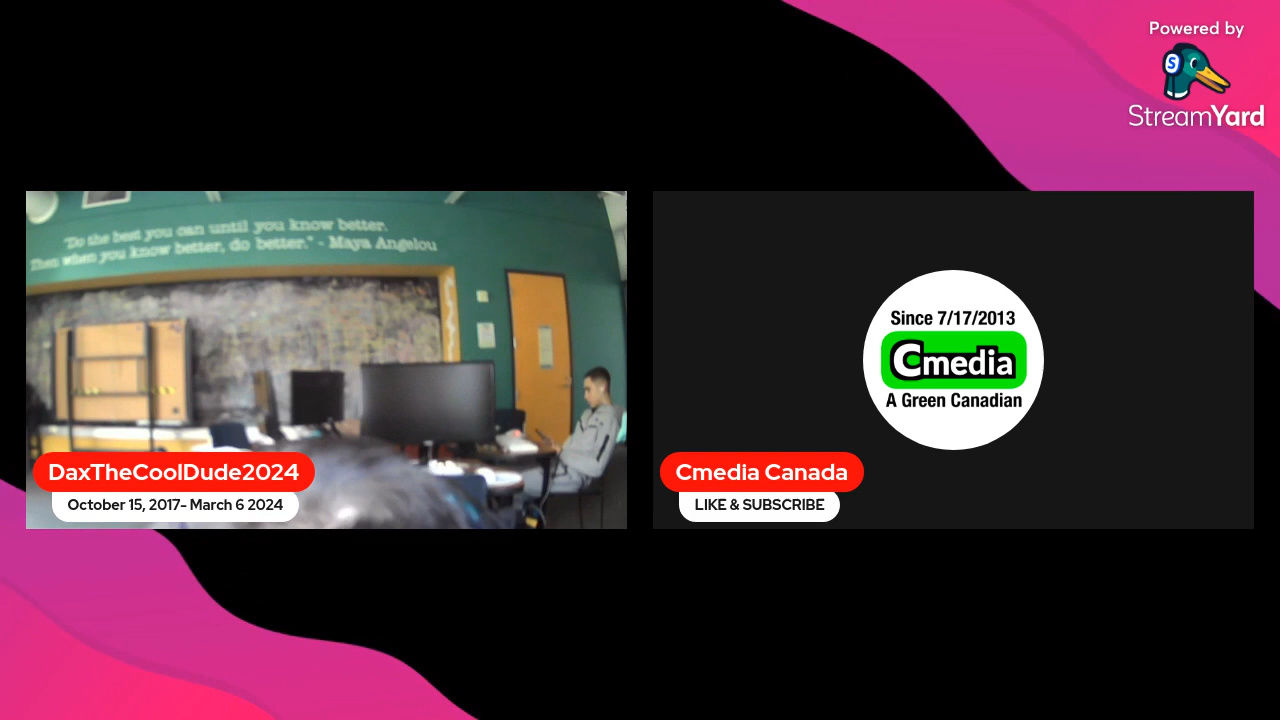 Powered by
StreamYard
"Do the best you can until you know better.
Then when you know better, do better." - Maya Angelou
DaxTheCoolDude2024
October 15, 2017- March 6 2024
Since 7/17/2013
Cmedia
A Green Canadian
Cmedia Canada
LIKE & SUBSCRIBE